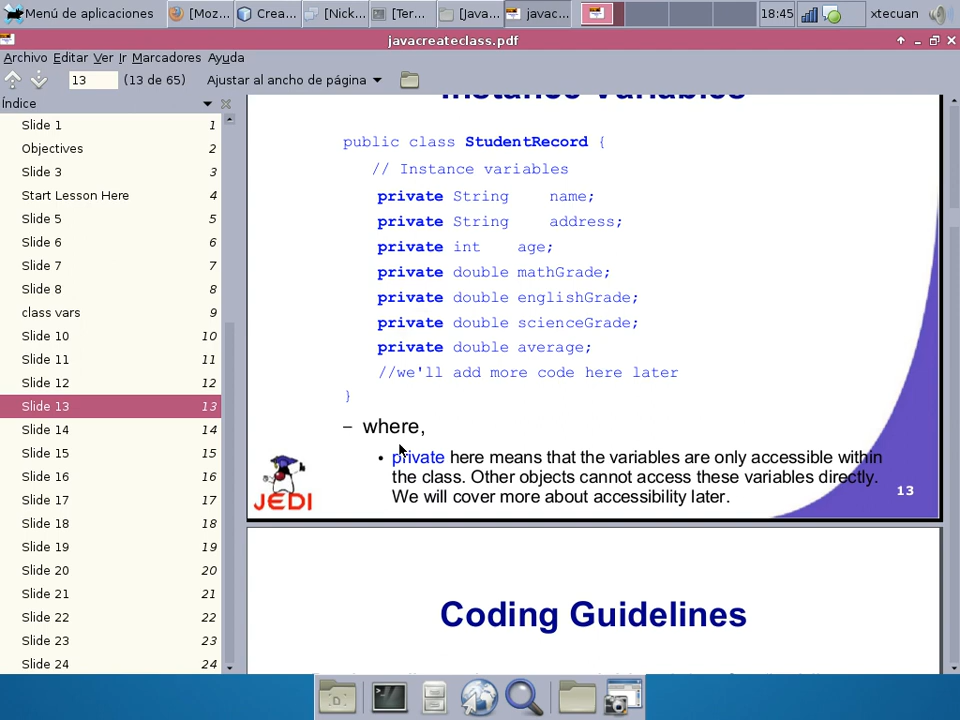 Menú de aplicaciones [Moz... Crea... [Nick... [Ter... [Java... javac... 18:45 xtecuan
javacreateclass.pdf
Archivo Editar Ver Ir Marcadores Ayuda
13 (13 de 65) Ajustar al ancho de página
Índice
Slide 1 1
Objectives 2
Slide 3 3
Start Lesson Here 4
Slide 5 5
Slide 6 6
Slide 7 7
Slide 8 8
class vars 9
Slide 10 10
Slide 11 11
Slide 12 12
Slide 13 13
Slide 14 14
Slide 15 15
Slide 16 16
Slide 17 17
Slide 18 18
Slide 19 19
Slide 20 20
Slide 21 21
Slide 22 22
Slide 23 23
Slide 24 24
Instance Variables
public class StudentRecord {
// Instance variables
private String name;
private String address;
private int age;
private double mathGrade;
private double englishGrade;
private double scienceGrade;
private double average;
//we'll add more code here later
}
– where,
• private here means that the variables are only accessible within
the class. Other objects cannot access these variables directly.
We will cover more about accessibility later.
JEDI
13
Coding Guidelines